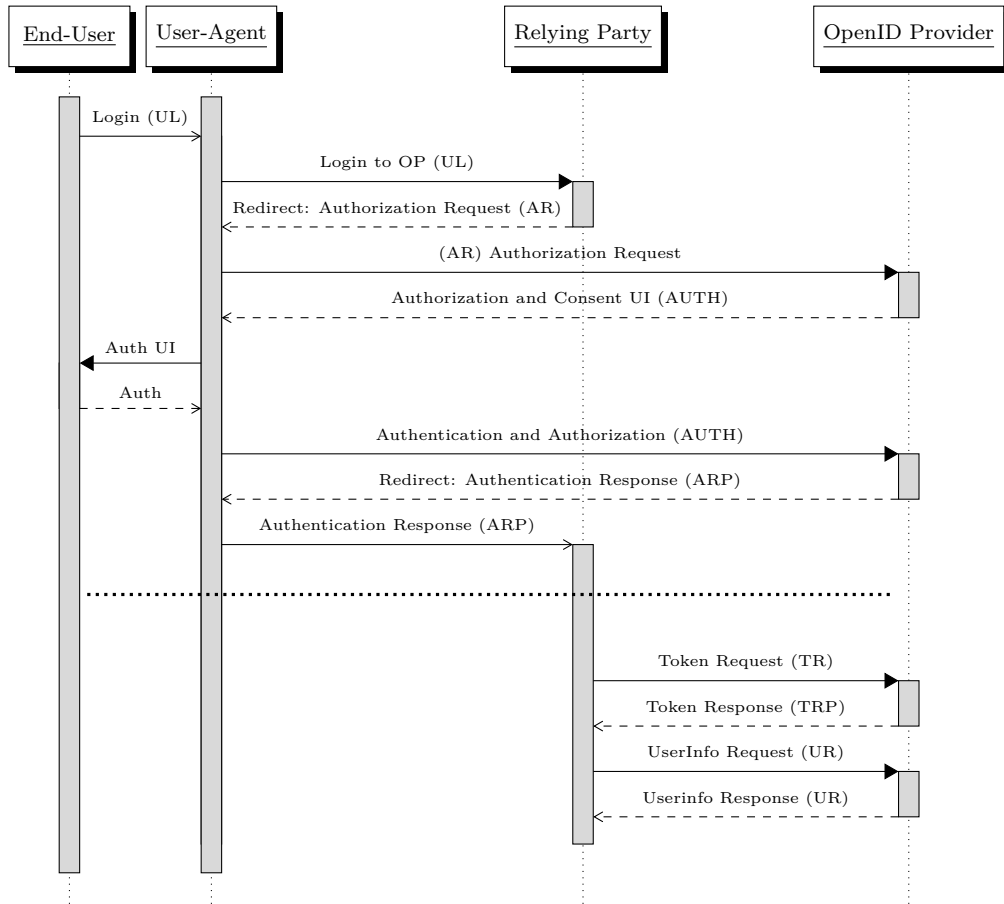 End-User
User-Agent
Relying Party
OpenID Provider
Login (UL)
Login to OP (UL)
Redirect: Authorization Request (AR)
(AR) Authorization Request
Authorization and Consent UI (AUTH)
Auth UI
Auth
Authentication and Authorization (AUTH)
Redirect: Authentication Response (ARP)
Authentication Response (ARP)
Token Request (TR)
Token Response (TRP)
UserInfo Request (UR)
Userinfo Response (UR)